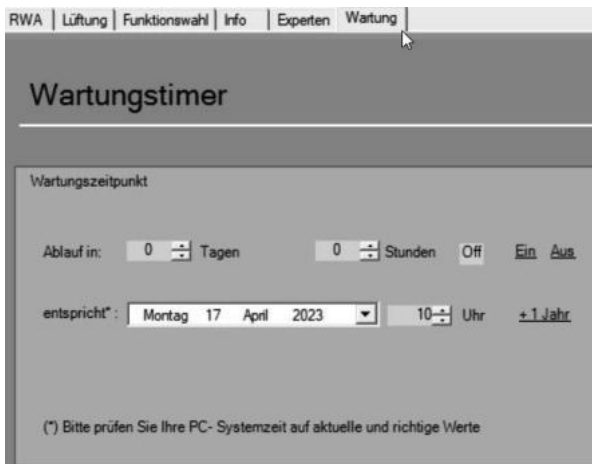 RWA Lüftung Funktionswahl Info Experten Wartung
Wartungstimer
Wartungszeitpunkt
Ablauf in: 0 Tagen 0 Stunden Off Ein Aus
entspricht* : Montag 17 April 2023 10 Uhr + 1 Jahr
(*) Bitte prüfen Sie Ihre PC- Systemzeit auf aktuelle und richtige Werte